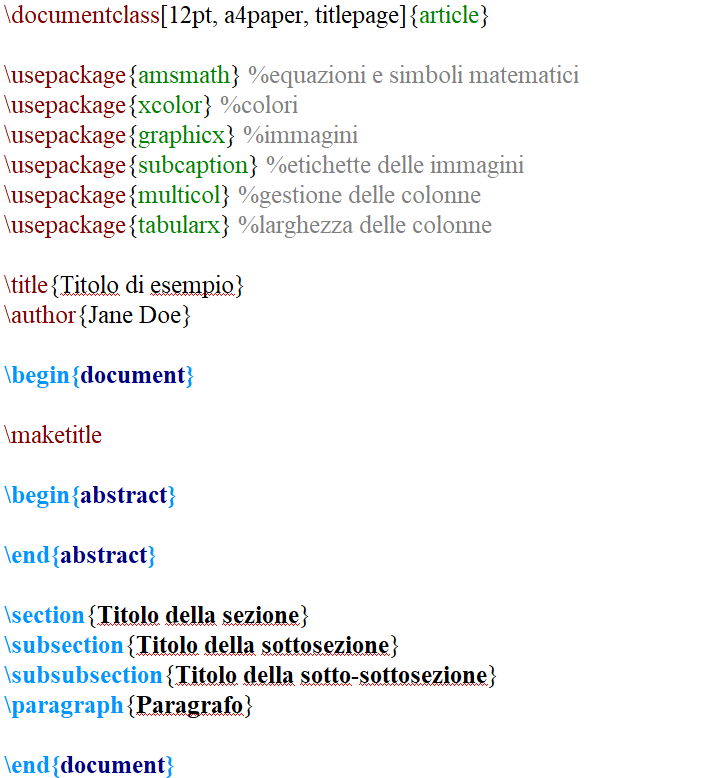 \documentclass[12pt, a4paper, titlepage]{article}
\usepackage{amsmath} %equazioni e simboli matematici
\usepackage{xcolor} %colori
\usepackage{graphicx} %immagini
\usepackage{subcaption} %etichette delle immagini
\usepackage{multicol} %gestione delle colonne
\usepackage{tabularx} %larghezza delle colonne
\title{Titolo di esempio}
\author{Jane Doe}
\begin{document}
\maketitle
\begin{abstract}
\end{abstract}
\section{Titolo della sezione}
\subsection{Titolo della sottosezione}
\subsubsection{Titolo della sotto-sottosezione}
\paragraph{Paragrafo}
\end{document}